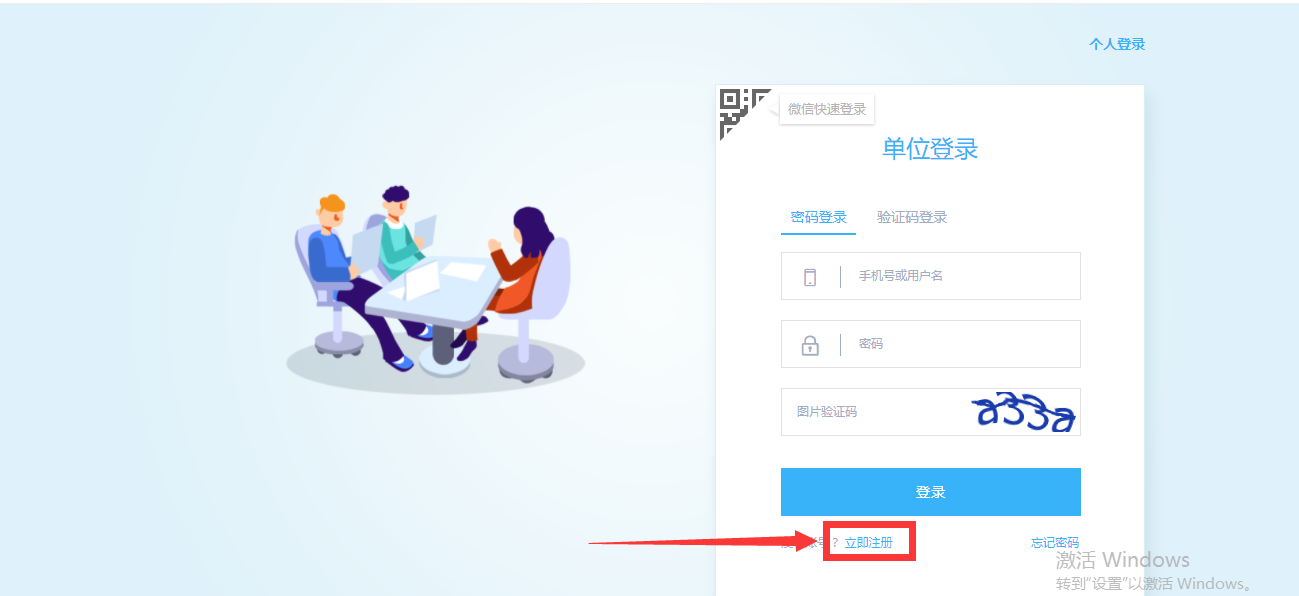 个人登录
微信快速登录
单位登录
密码登录 验证码登录
手机号或用户名
密码
图片验证码 a33a
登录
账号？立即注册 忘记密码
激活 Windows
转到“设置”以激活 Windows。